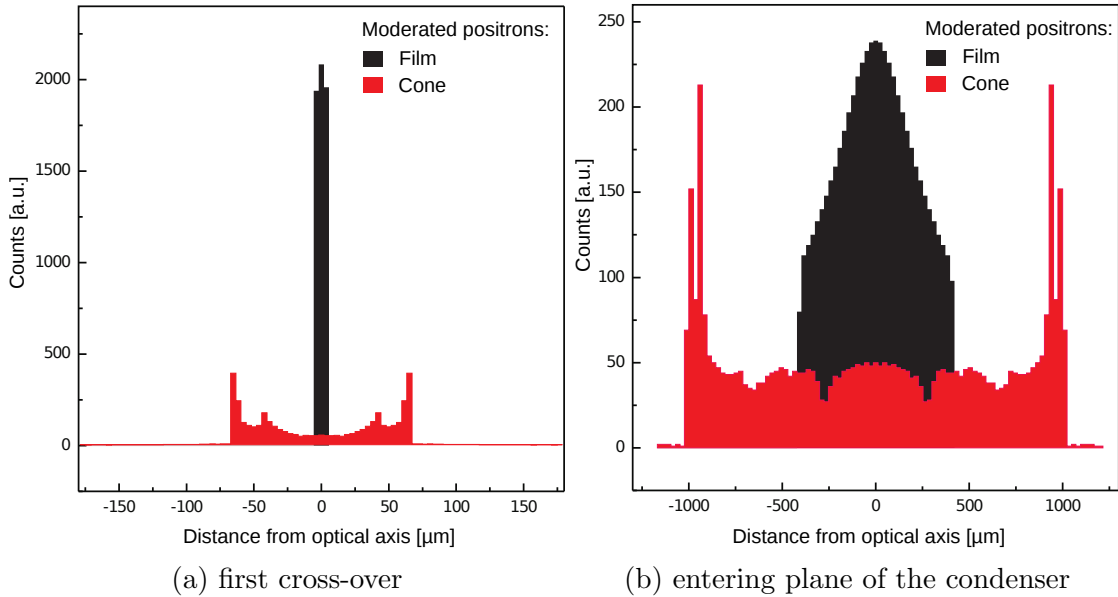 Moderated positrons:
Film
Cone
Counts [a.u.]
2000
1500
1000
500
0
-150 -100 -50 0 50 100 150
Distance from optical axis [µm]
(a) first cross-over
Moderated positrons:
Film
Cone
Counts [a.u.]
250
200
150
100
50
0
-1000 -500 0 500 1000
Distance from optical axis [µm]
(b) entering plane of the condenser